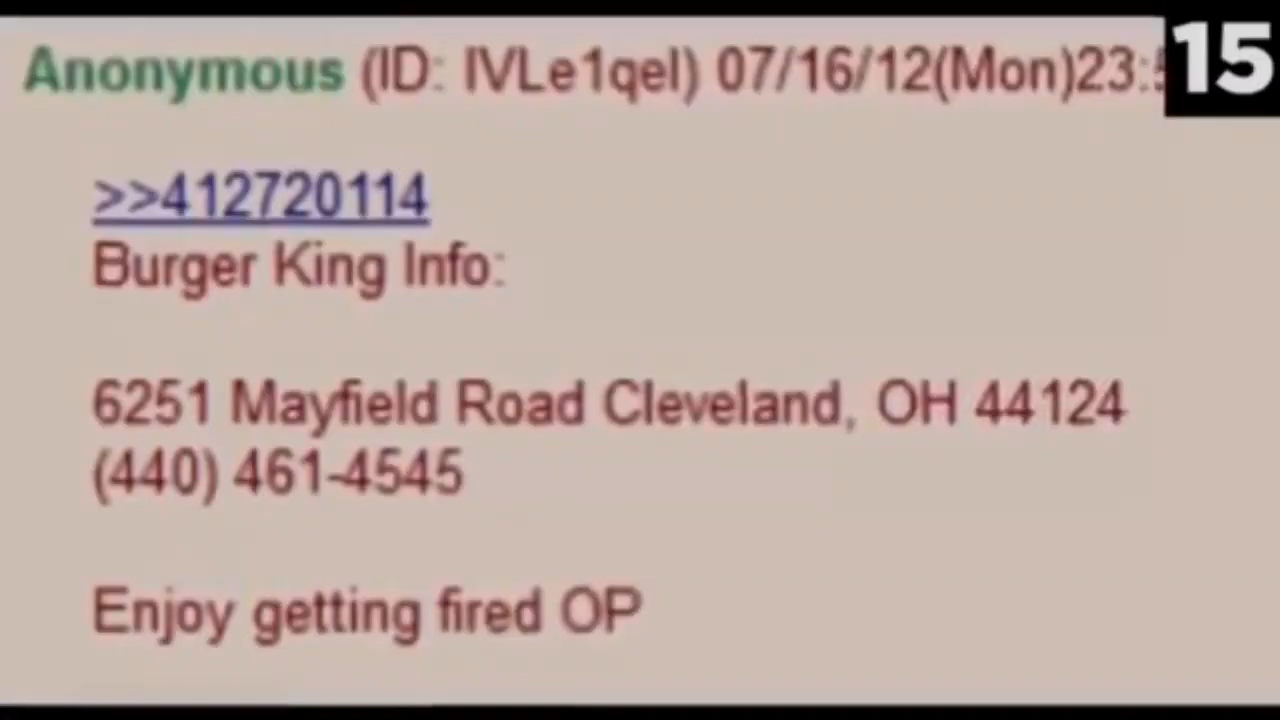 Anonymous (ID: IVLe1qel) 07/16/12(Mon)23:
15
>>412720114
Burger King Info:
6251 Mayfield Road Cleveland, OH 44124
(440) 461-4545
Enjoy getting fired OP